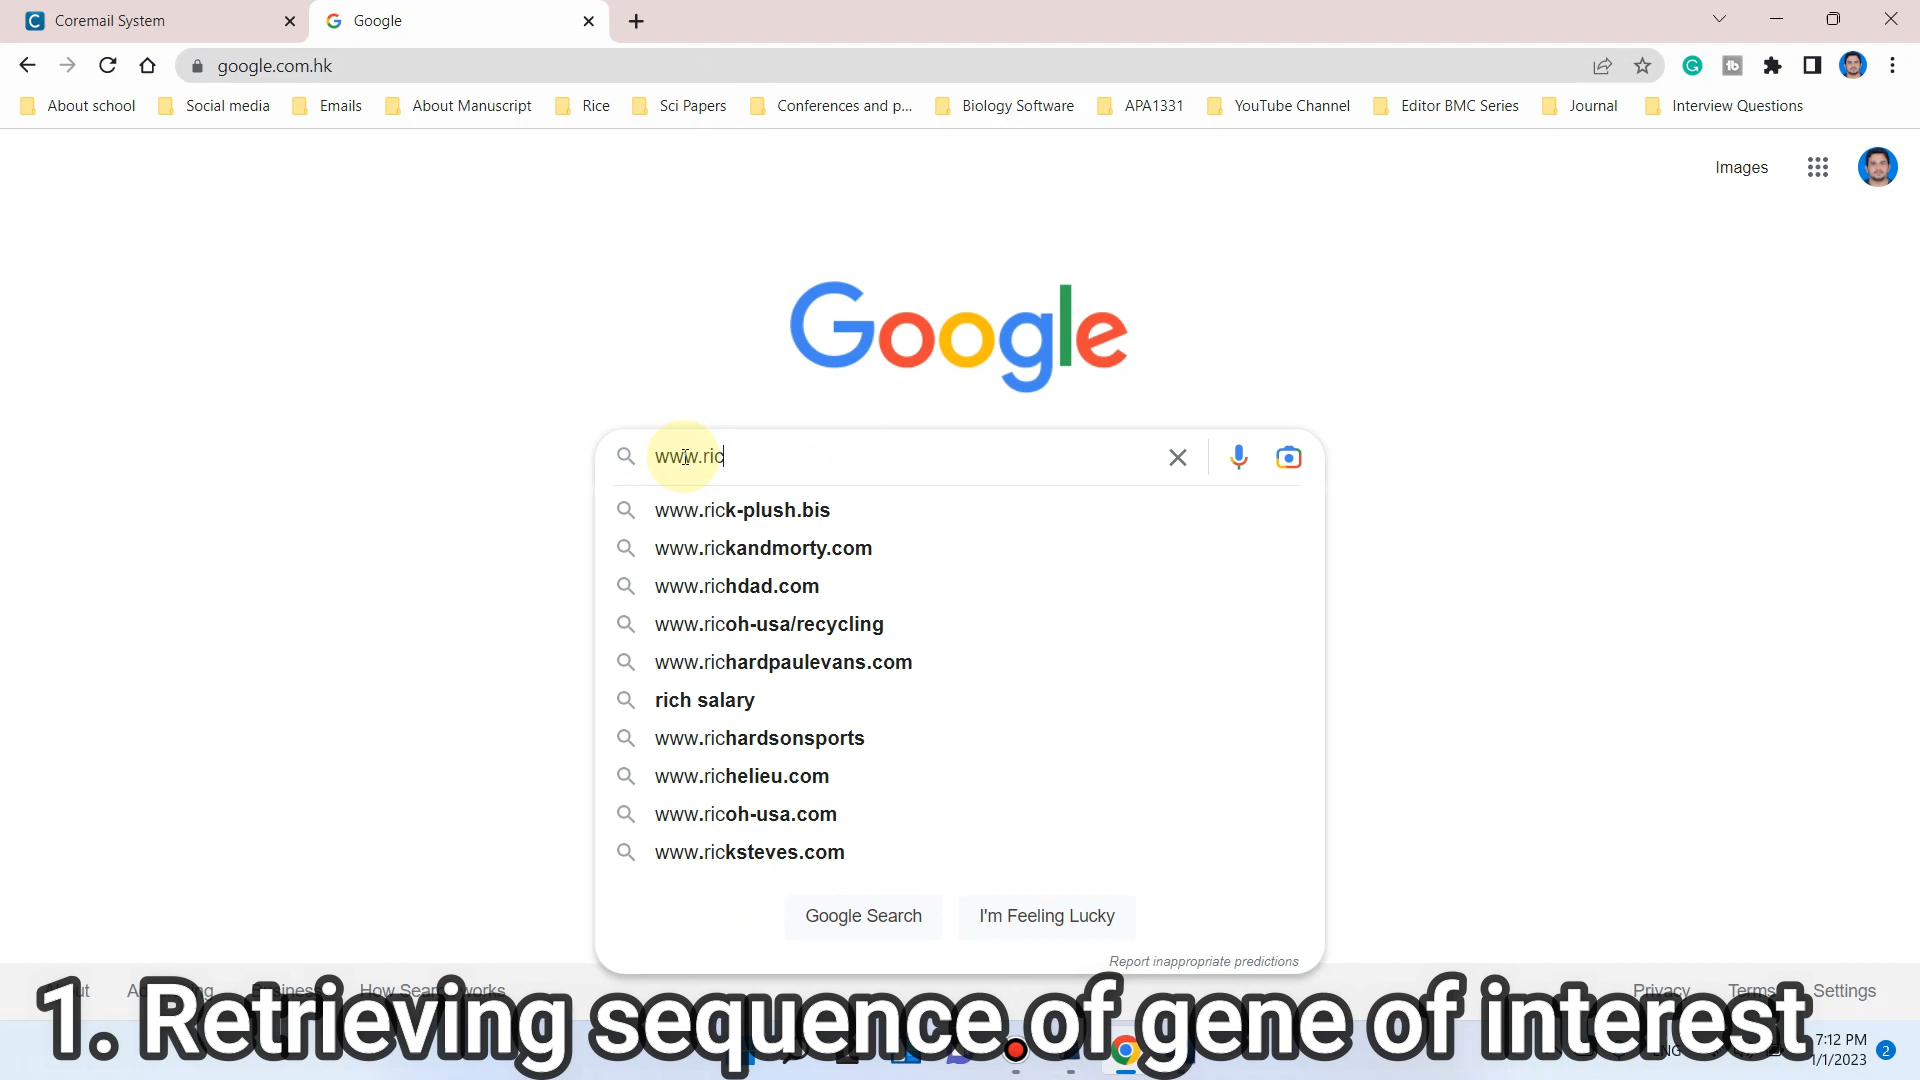 Coremail System
Google
google.com.hk
About school
Social media
Emails
About Manuscript
Rice
Sci Papers
Conferences and p...
Biology Software
APA1331
YouTube Channel
Editor BMC Series
Journal
Interview Questions
Images
Google
www.ric
www.rick-plush.bis
www.rickandmorty.com
www.richdad.com
www.ricoh-usa/recycling
www.richardpaulevans.com
rich salary
www.richardsonsports
www.richelieu.com
www.ricoh-usa.com
www.ricksteves.com
Google Search
I'm Feeling Lucky
Report inappropriate predictions
Privacy
Terms
Settings
1. Retrieving sequence of gene of interest
7:12 PM
1/1/2023
2